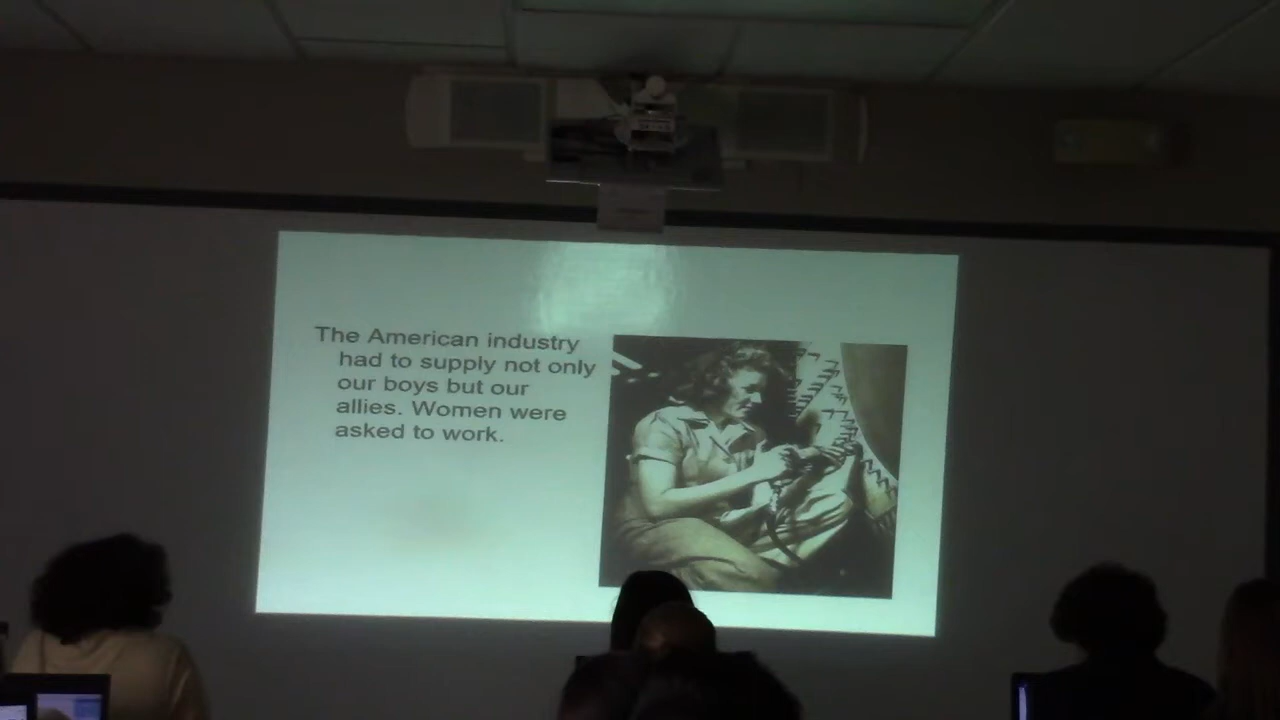 The American industry
had to supply not only
our boys but our
allies. Women were
asked to work.